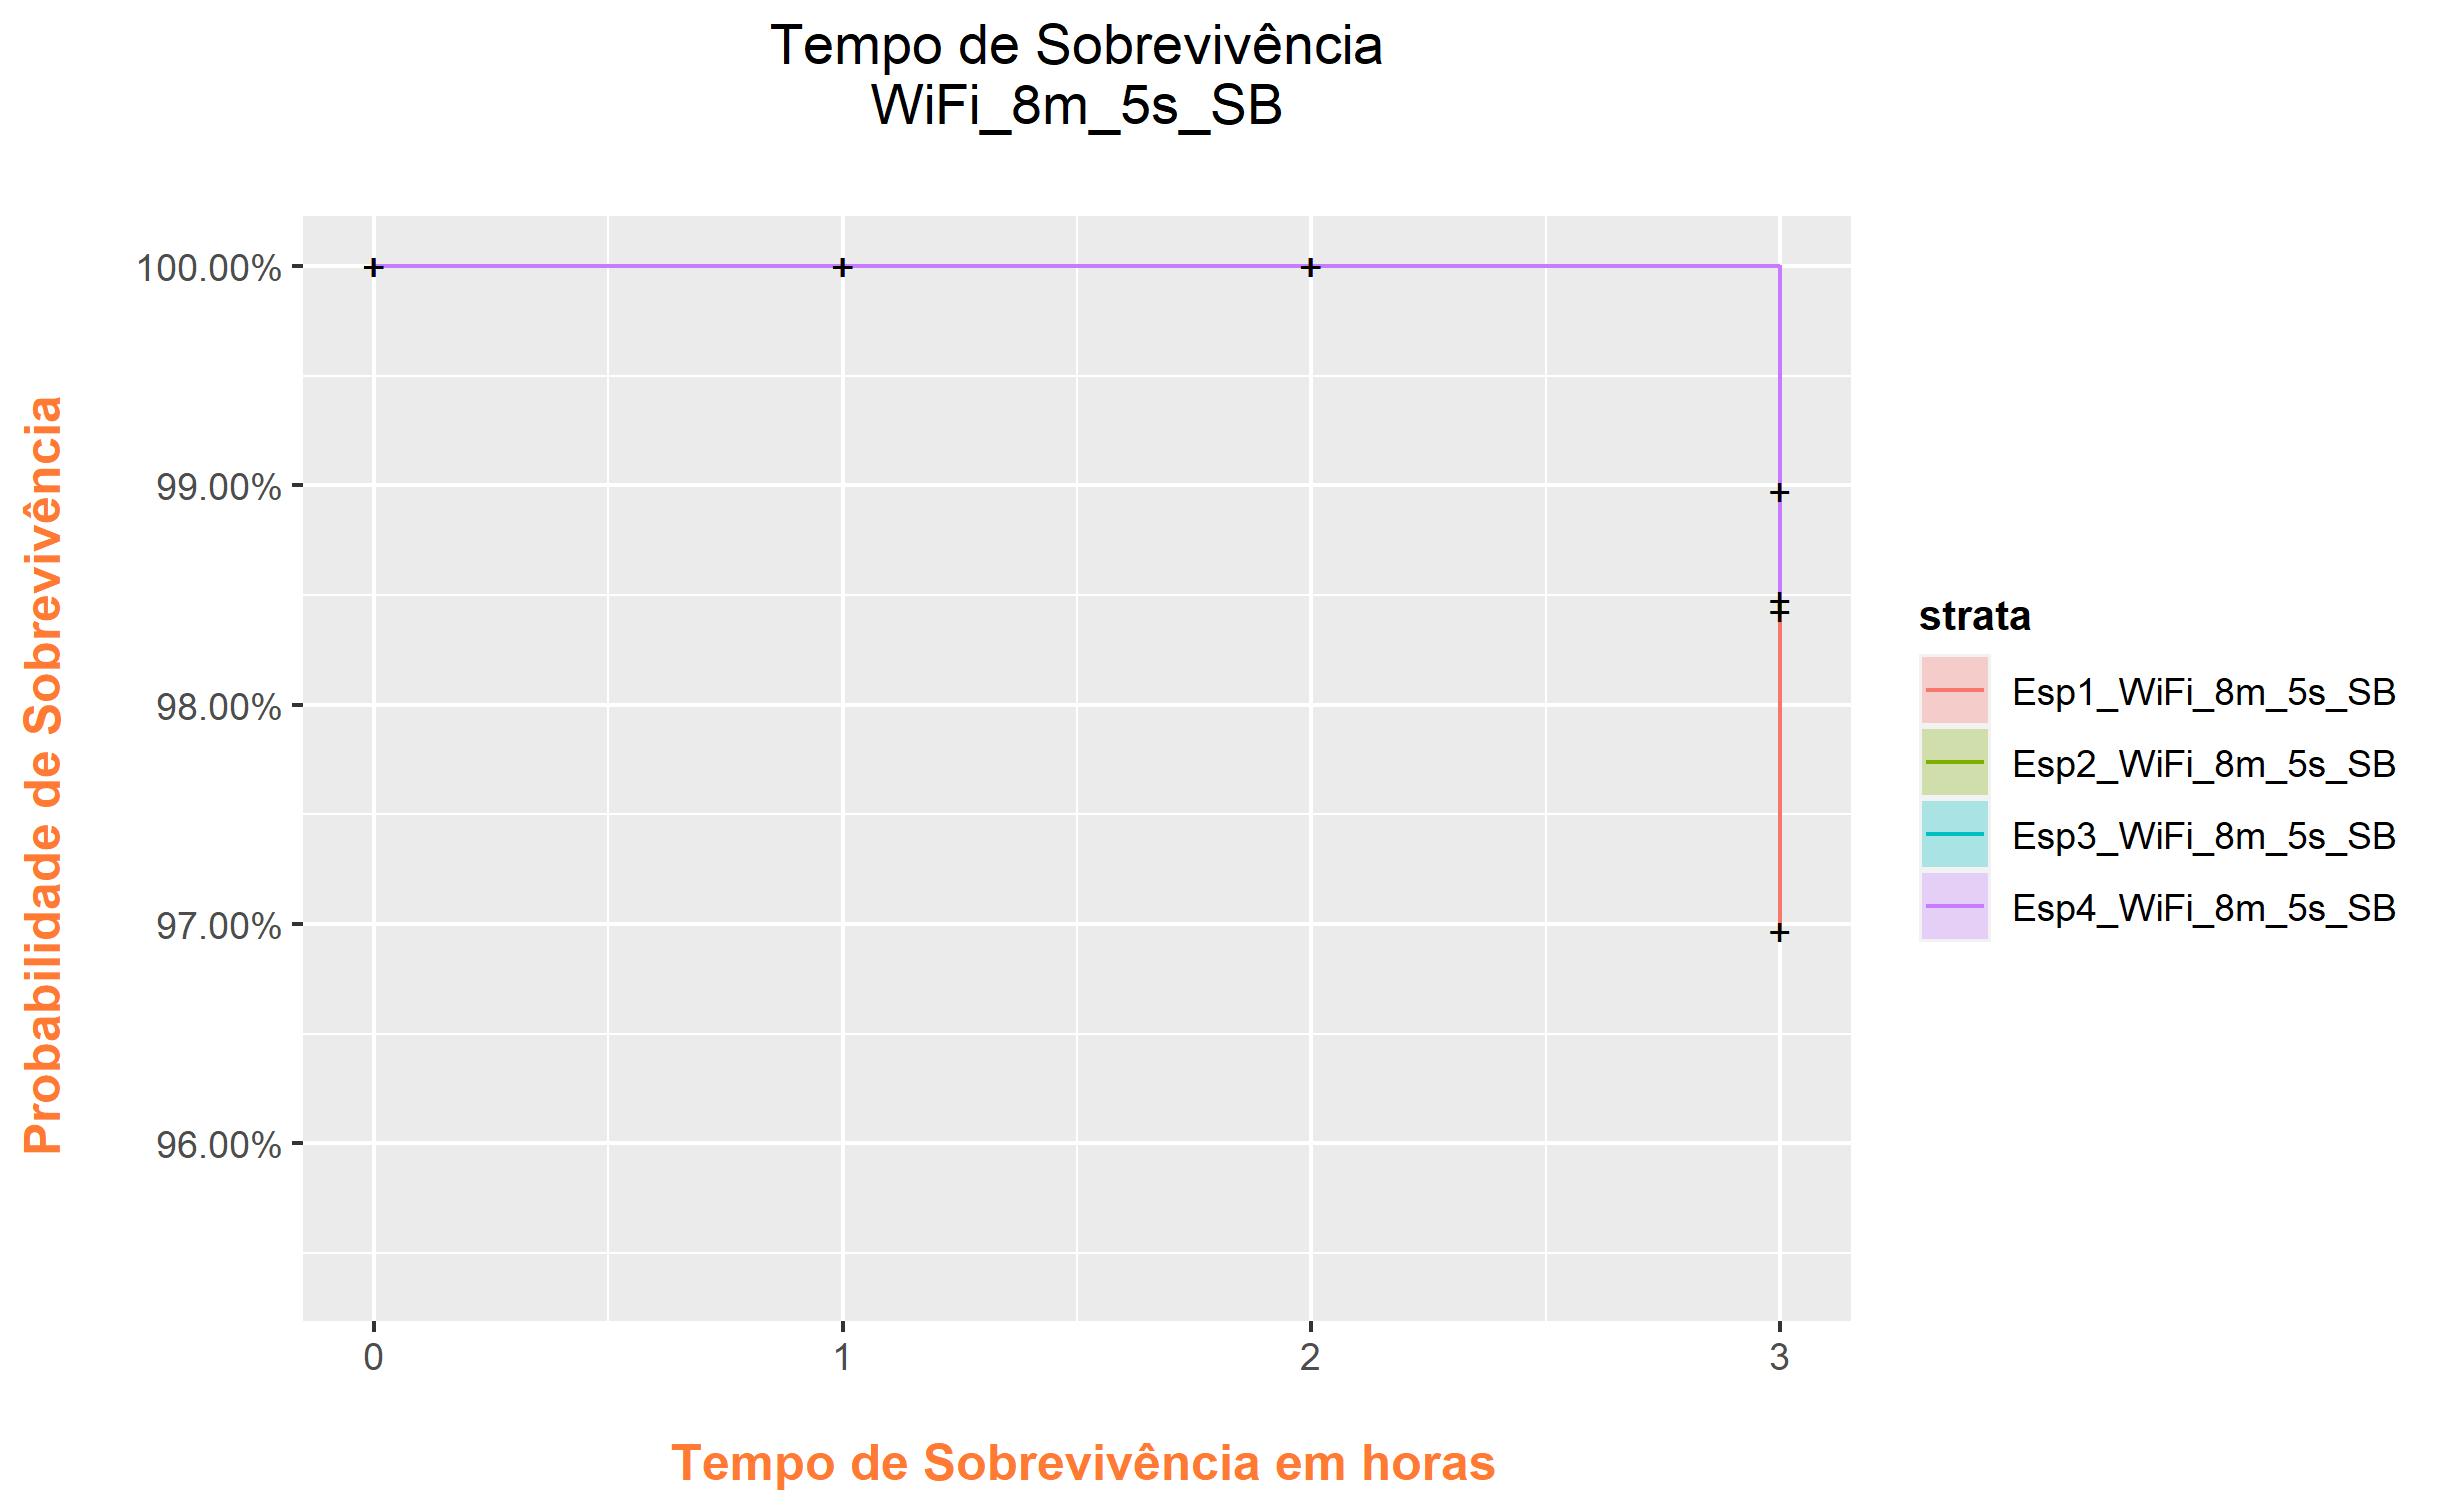 Tempo de Sobrevivência
WiFi_8m_5s_SB
Probabilidade de Sobrevivência
100.00%
99.00%
98.00%
97.00%
96.00%
0 1 2 3
Tempo de Sobrevivência em horas
strata
Esp1_WiFi_8m_5s_SB
Esp2_WiFi_8m_5s_SB
Esp3_WiFi_8m_5s_SB
Esp4_WiFi_8m_5s_SB